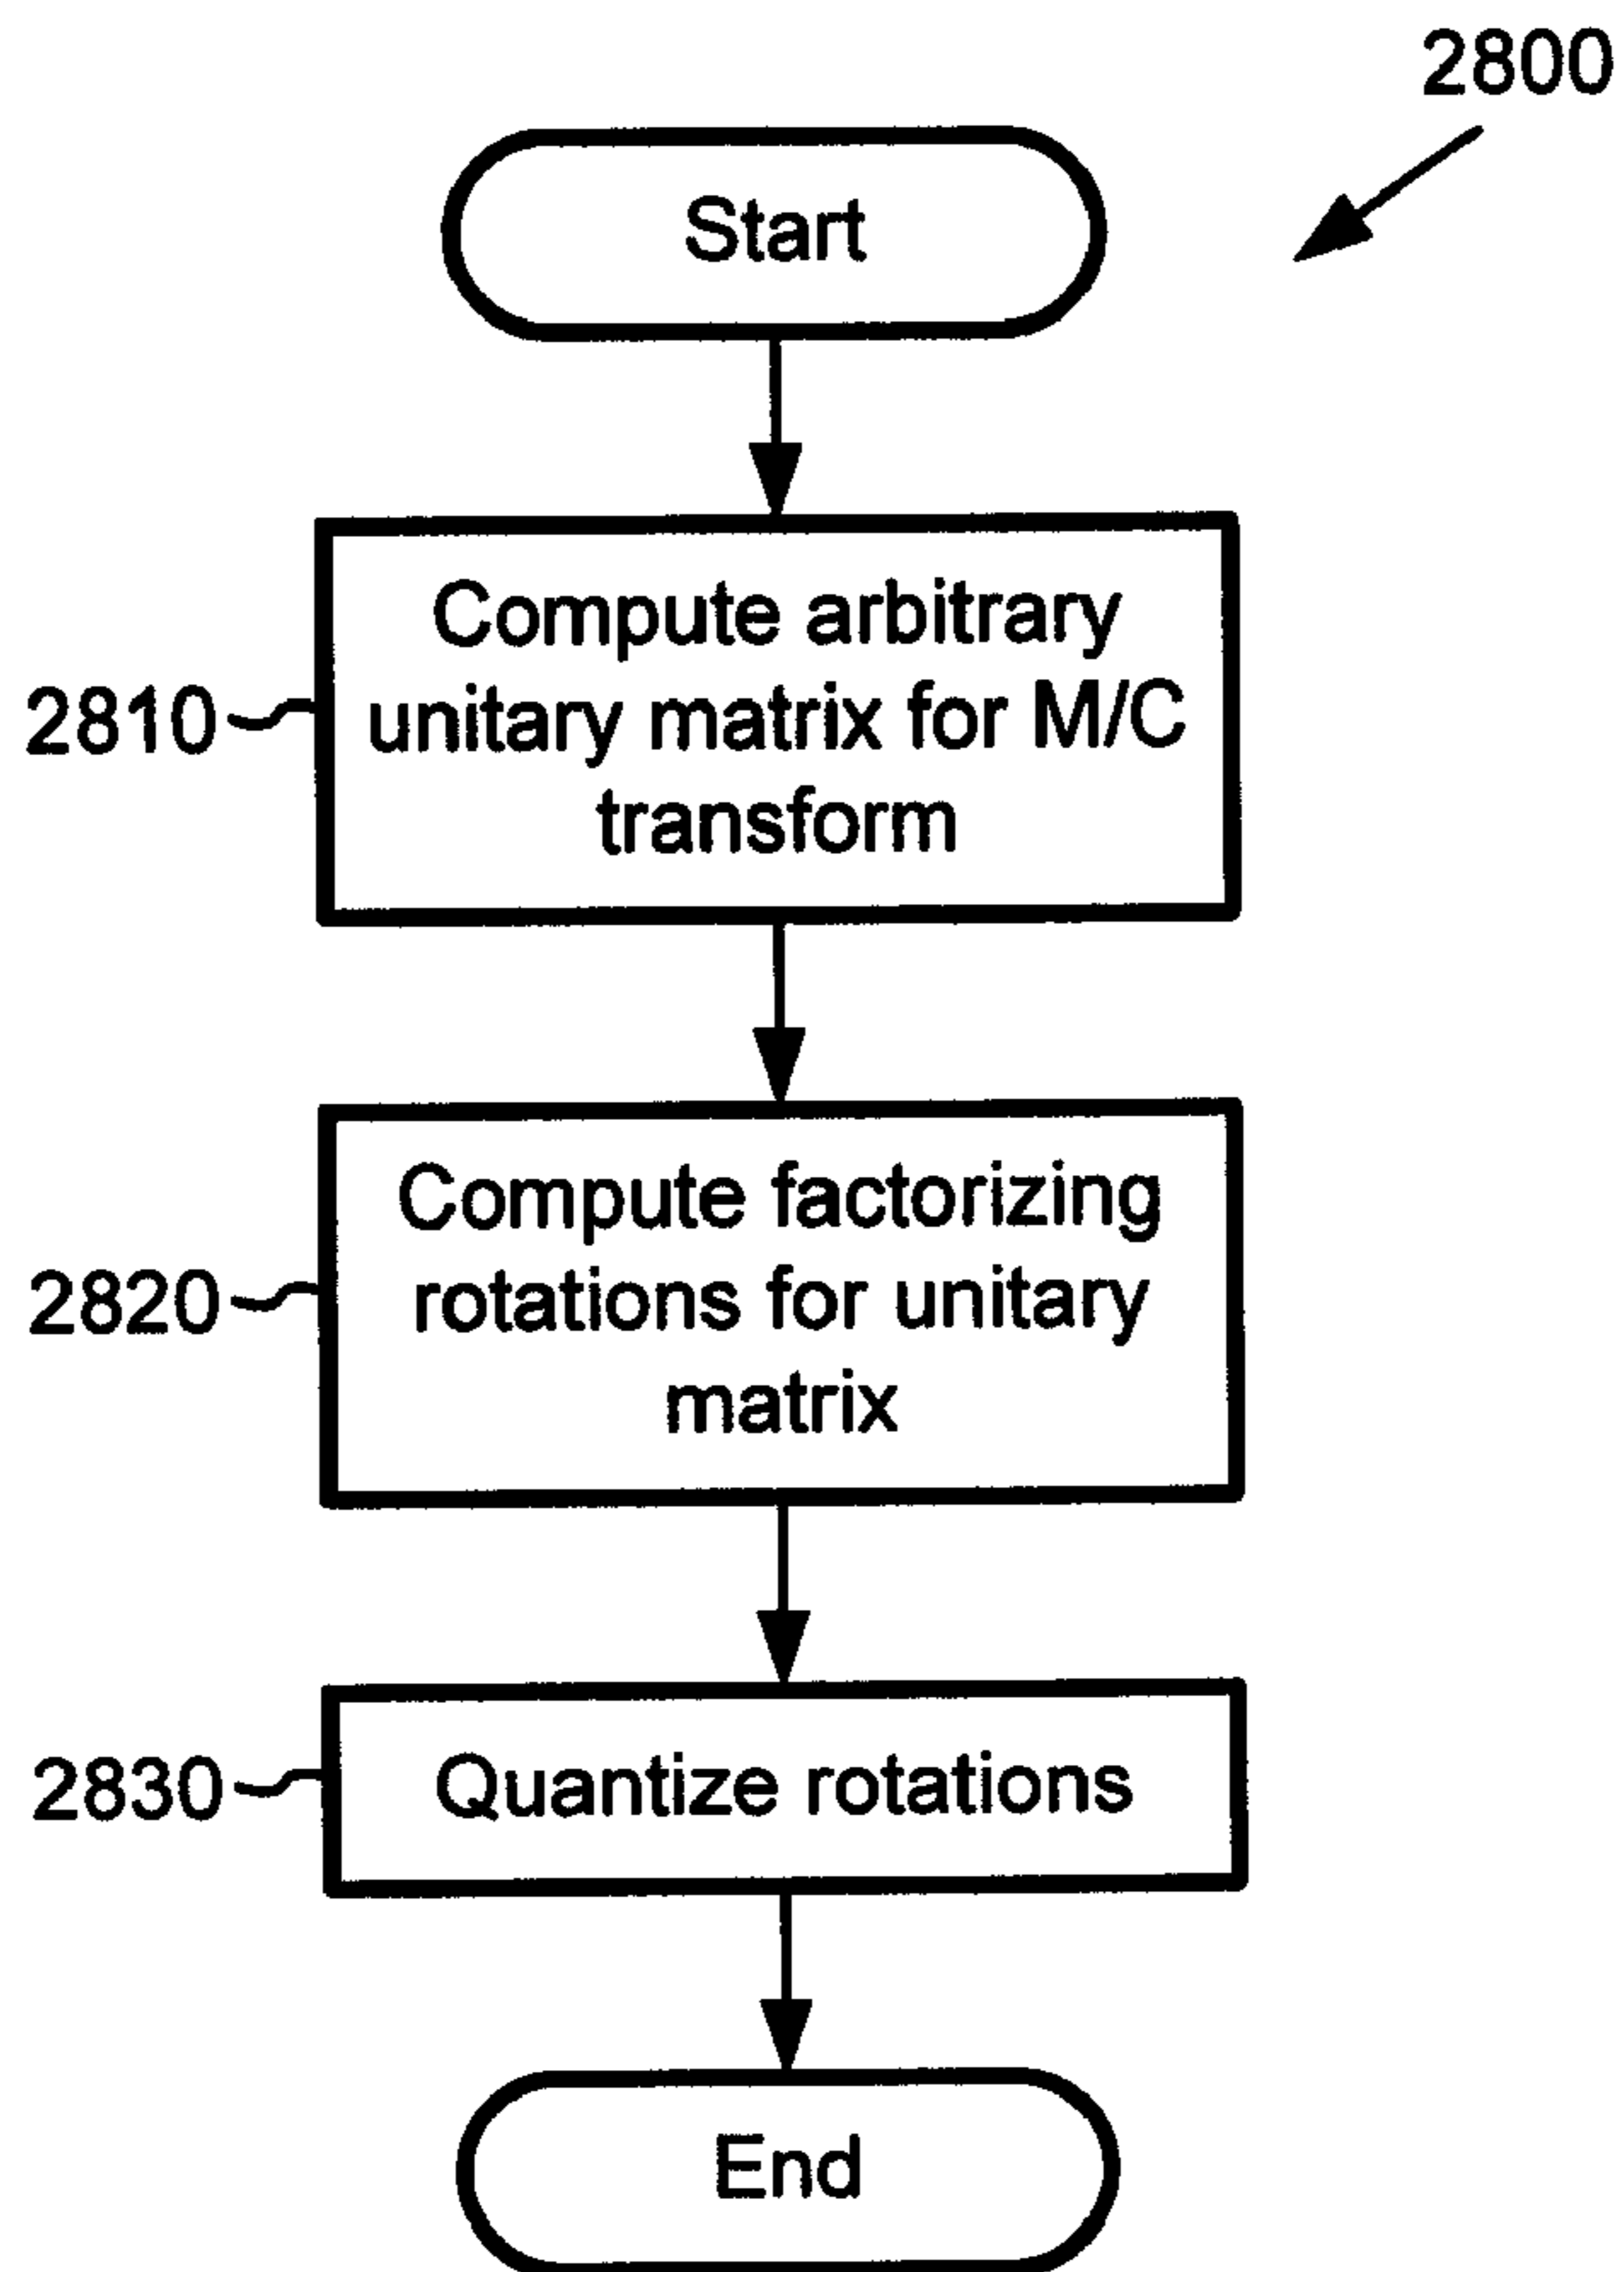 2800
Start
Compute arbitrary
2810 unitary matrix for M/C
transform
Compute factorizing
2820 rotations for unitary
matrix
2830 Quantize rotations
End